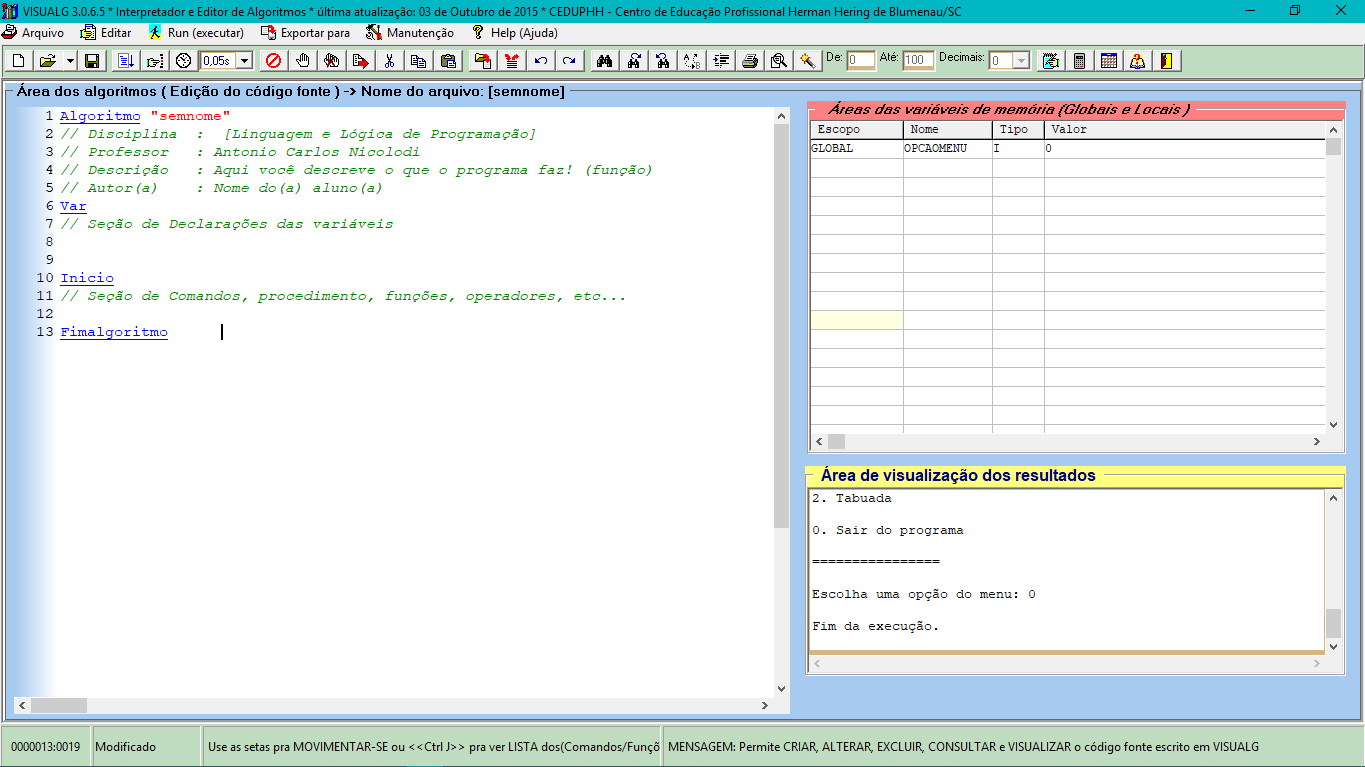 VISUALG 3.0.6.5 * Interpretador e Editor de Algoritmos * última atualização: 03 de Outubro de 2015 * CEDUPHH - Centro de Educação Profissional Herman Hering de Blumenau/SC
Arquivo Editar Run (executar) Exportar para Manutenção Help (Ajuda)
0,05s De: 0 Até: 100 Decimais: 0
Área dos algoritmos ( Edição do código fonte ) -> Nome do arquivo: [semnome]
1 Algoritmo "semnome"
2 // Disciplina : [Linguagem e Lógica de Programação]
3 // Professor : Antonio Carlos Nicolodi
4 // Descrição : Aqui você descreve o que o programa faz! (função)
5 // Autor(a) : Nome do(a) aluno(a)
6 Var
7 // Seção de Declarações das variáveis
8
9
10 Inicio
11 // Seção de Comandos, procedimento, funções, operadores, etc...
12
13 Fimalgoritmo
Áreas das variáveis de memória (Globais e Locais )
Escopo Nome Tipo Valor
GLOBAL OPCAOMENU I 0
Área de visualização dos resultados
2. Tabuada
0. Sair do programa
================
Escolha uma opção do menu: 0
Fim da execução.
0000013:0019 Modificado Use as setas pra MOVIMENTAR-SE ou <<Ctrl J>> pra ver LISTA dos(Comandos/Funçõ MENSAGEM: Permite CRIAR, ALTERAR, EXCLUIR, CONSULTAR e VISUALIZAR o código fonte escrito em VISUALG